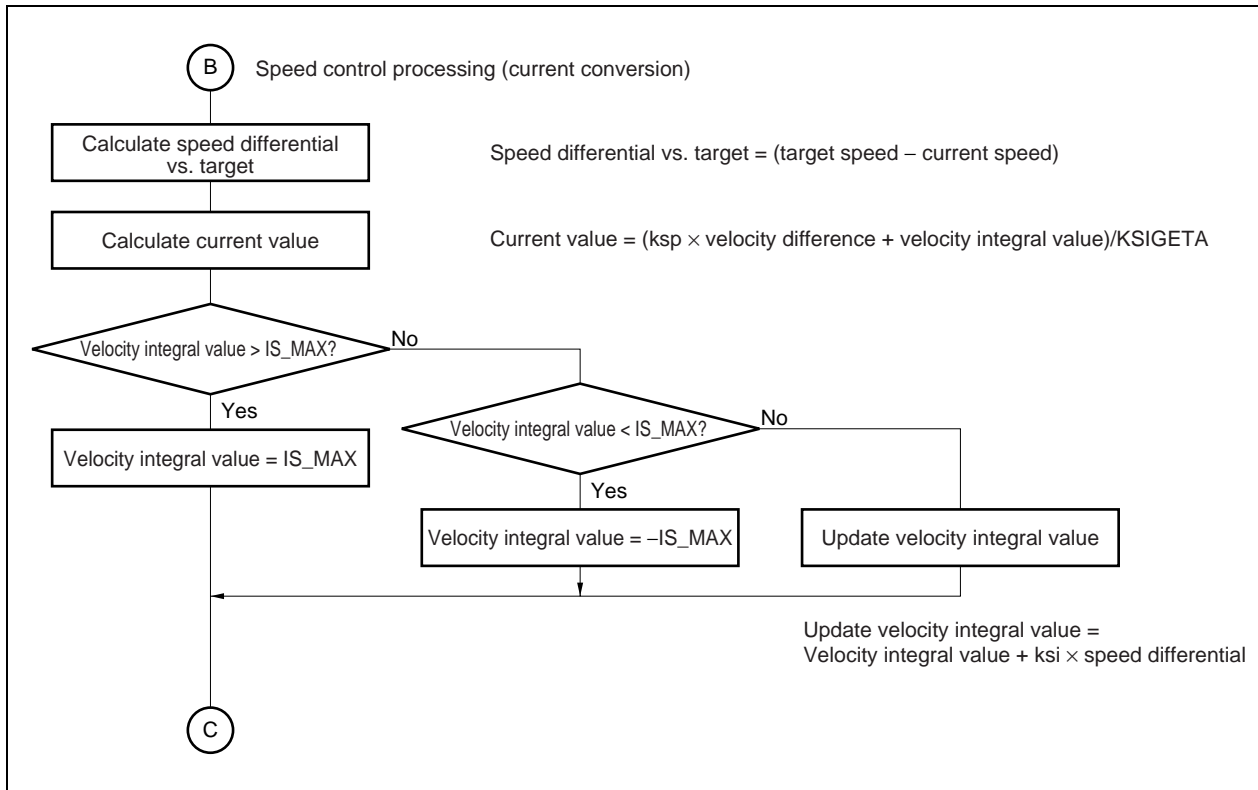 B
Speed control processing (current conversion)
Calculate speed differential
vs. target
Speed differential vs. target = (target speed – current speed)
Calculate current value
Current value = (ksp × velocity difference + velocity integral value)/KSIGETA
Velocity integral value > IS_MAX?
No
Yes
Velocity integral value = IS_MAX
Velocity integral value < IS_MAX?
No
Yes
Velocity integral value = –IS_MAX
Update velocity integral value
Update velocity integral value =
Velocity integral value + ksi × speed differential
C